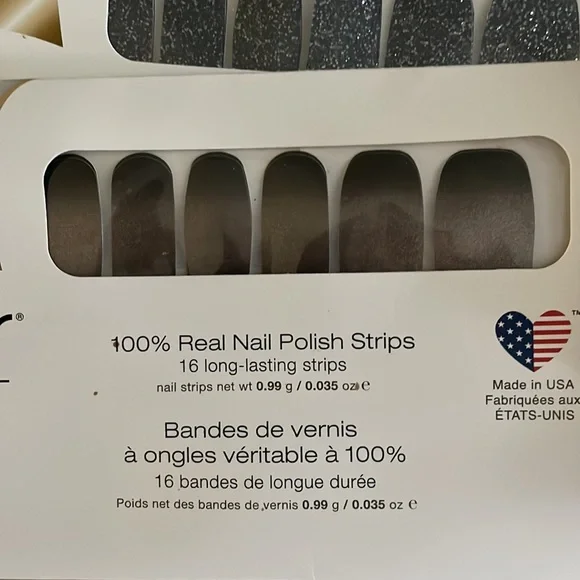 100% Real Nail Polish Strips
16 long-lasting strips
nail strips net wt 0.99 g / 0.035 oz ℮
Bandes de vernis
à ongles véritable à 100%
16 bandes de longue durée
Poids net des bandes de vernis 0.99 g / 0.035 oz ℮
r®
™
Made in USA
Fabriquées aux
ÉTATS-UNIS